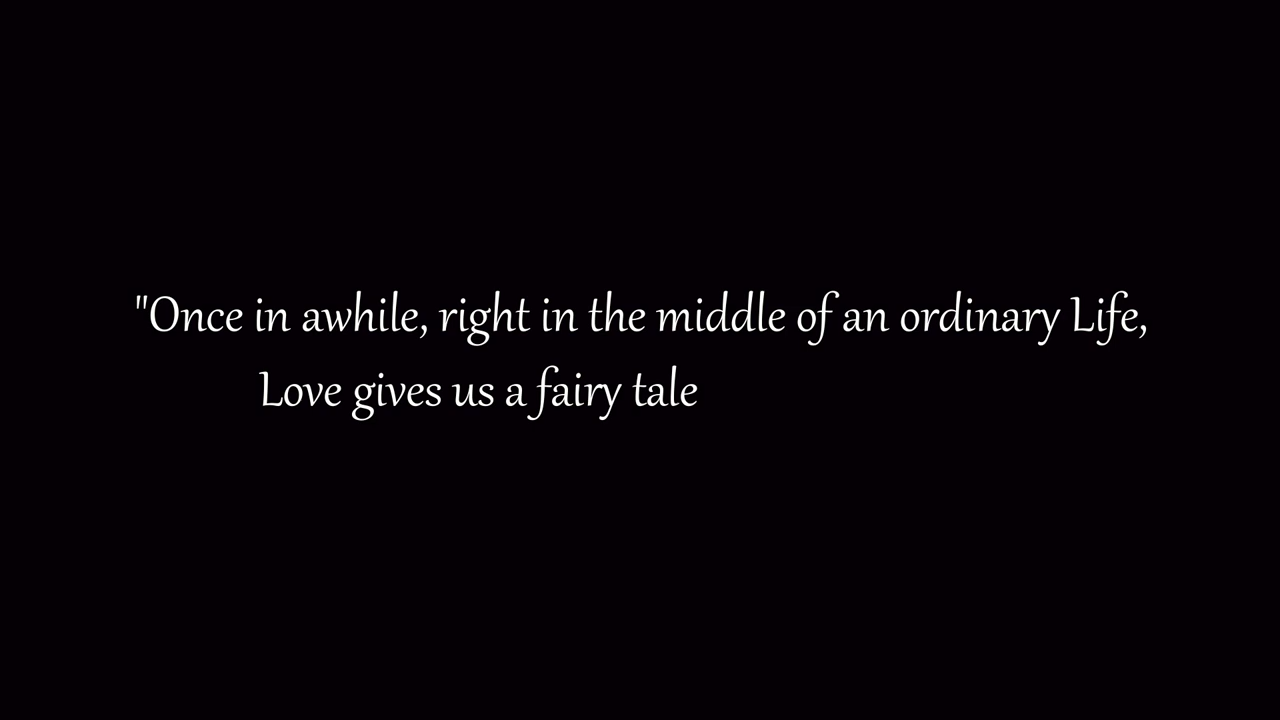 "Once in awhile, right in the middle of an ordinary Life,
Love gives us a fairy tale